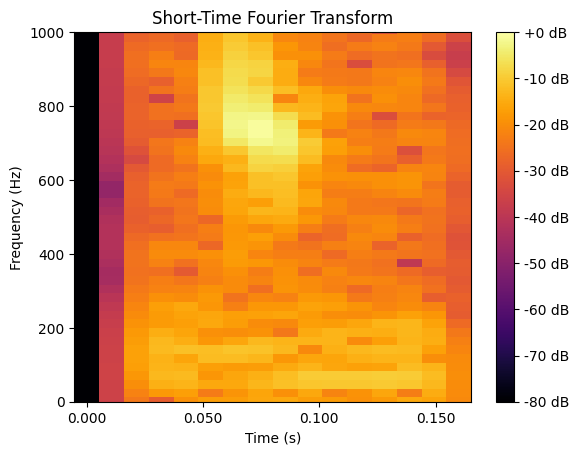 Short-Time Fourier Transform
1000
800
600
400
200
0
Frequency (Hz)
0.000
0.050
0.100
0.150
Time (s)
+0 dB
-10 dB
-20 dB
-30 dB
-40 dB
-50 dB
-60 dB
-70 dB
-80 dB